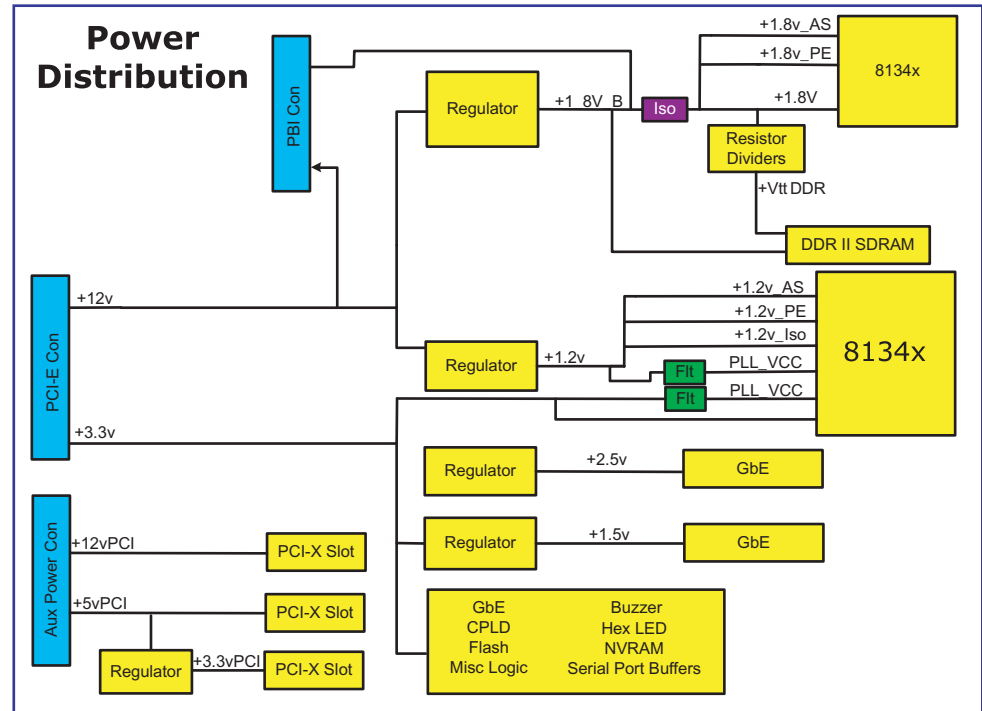 Power
Distribution
PBI Con
Regulator
+1 8V B
Iso
+1.8v_AS
+1.8v_PE
+1.8V
8134x
Resistor
Dividers
+Vtt DDR
DDR II SDRAM
PCI-E Con
+12v
+3.3v
Regulator
+1.2v
+1.2v_AS
+1.2v_PE
+1.2v_Iso
Flt
PLL_VCC
Flt
PLL_VCC
8134x
Regulator
+2.5v
GbE
Regulator
+1.5v
GbE
Aux Power Con
+12vPCI
PCI-X Slot
+5vPCI
PCI-X Slot
Regulator
+3.3vPCI
PCI-X Slot
GbE
CPLD
Flash
Misc Logic
Buzzer
Hex LED
NVRAM
Serial Port Buffers